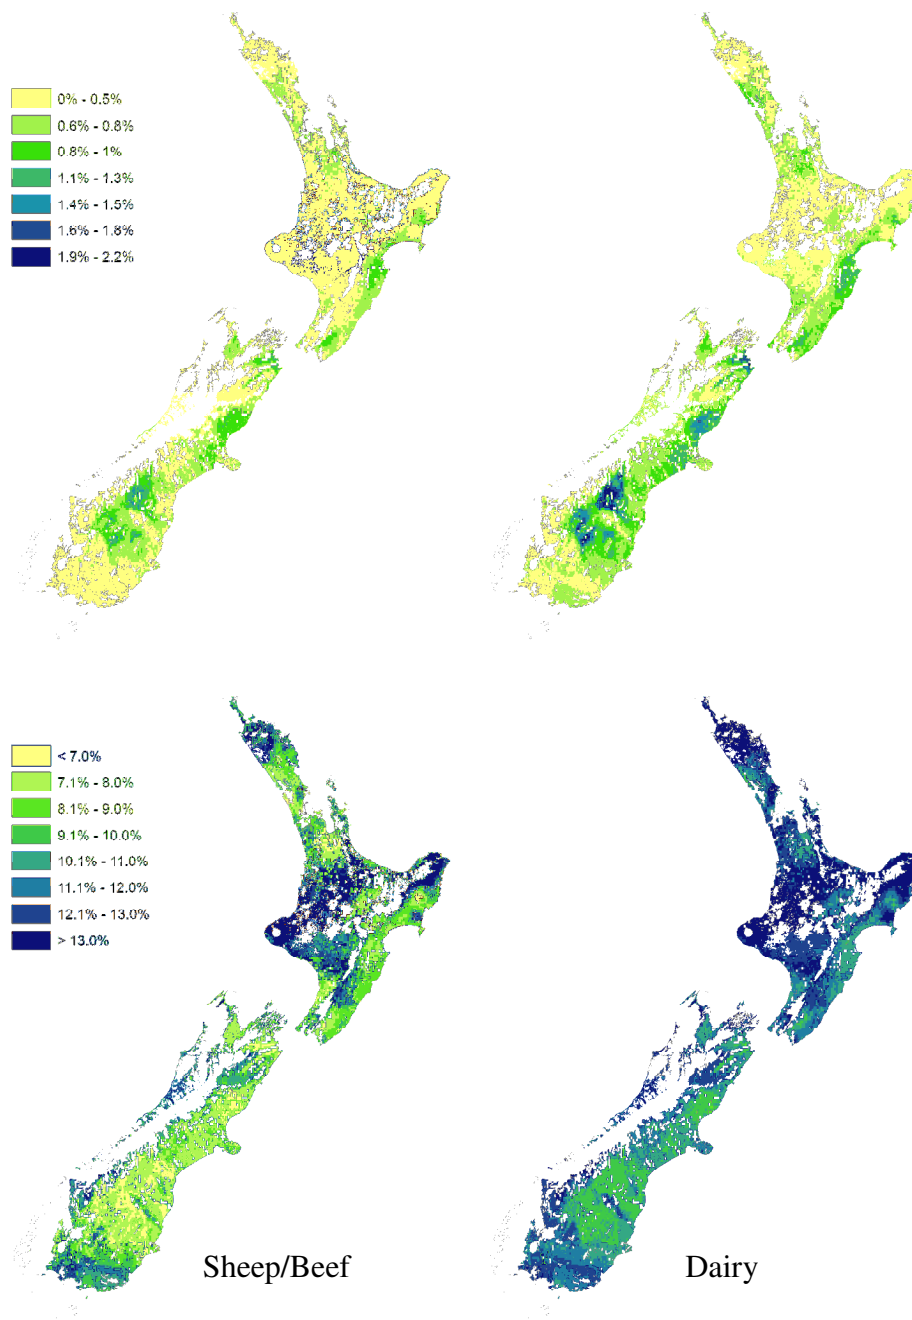 0% - 0.5%
0.6% - 0.8%
0.8% - 1%
1.1% - 1.3%
1.4% - 1.5%
1.6% - 1.8%
1.9% - 2.2%
< 7.0%
7.1% - 8.0%
8.1% - 9.0%
9.1% - 10.0%
10.1% - 11.0%
11.1% - 12.0%
12.1% - 13.0%
> 13.0%
Sheep/Beef
Dairy